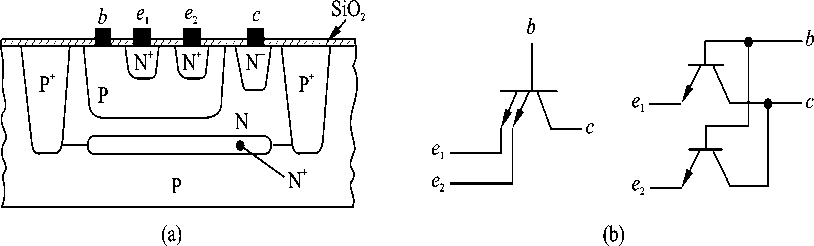 b e₁ e₂ c SiO₂
P⁺ N⁺ N⁺ N⁻ P⁺
P
N
N⁺
P
(a)
b
c
e₁
e₂
b
e₁ c
e₂
(b)